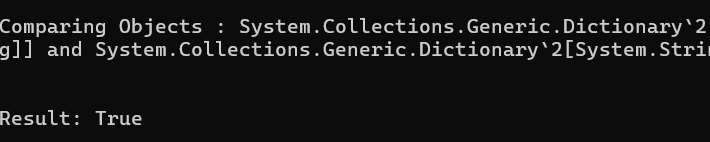 Comparing Objects : System.Collections.Generic.Dictionary`2
g]] and System.Collections.Generic.Dictionary`2[System.Strin
Result: True